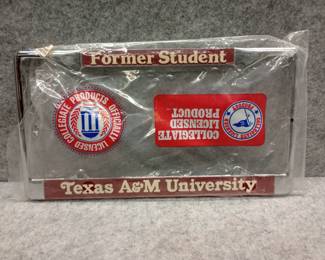 Former Student
OFFICIALLY LICENSED COLLEGIATE PRODUCTS
COLLEGIATE
LICENSED
PRODUCT
Texas A&M University